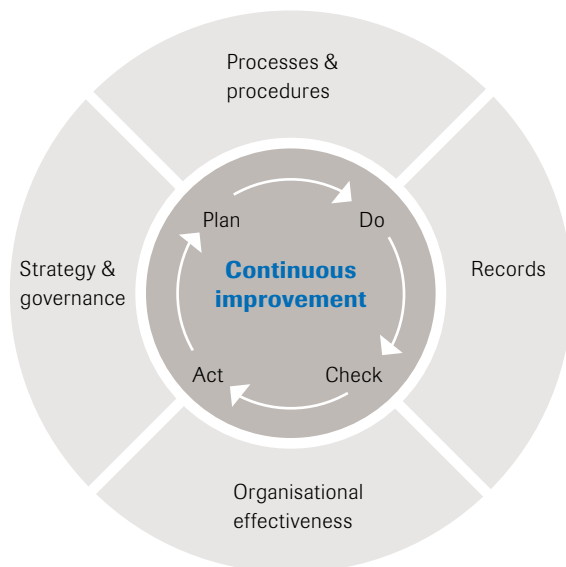 Processes &
procedures
Plan
Do
Strategy &
governance
Continuous
improvement
Records
Act
Check
Organisational
effectiveness